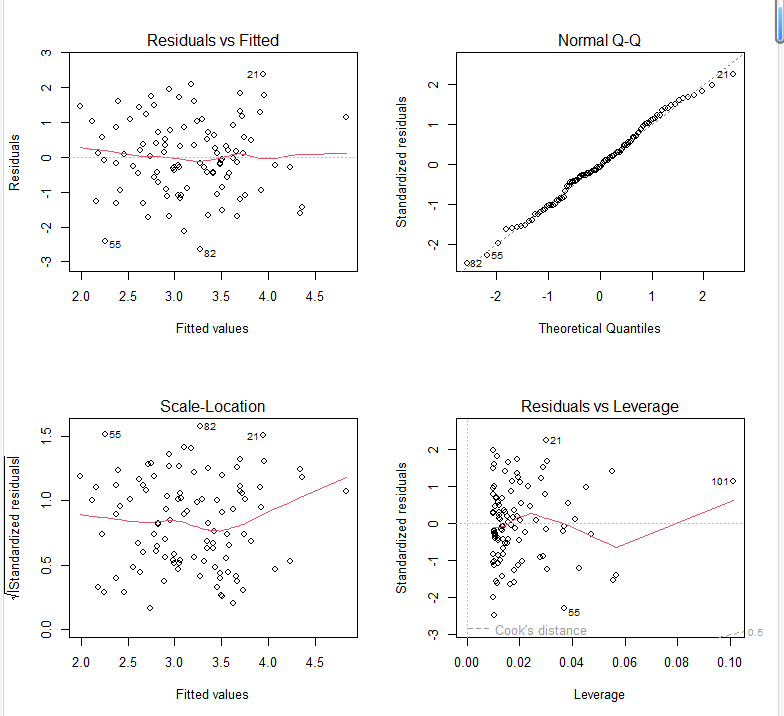 Residuals vs Fitted
Residuals
3
2
1
0
-1
-2
-3
21
55
82
2.0 2.5 3.0 3.5 4.0 4.5
Fitted values
Normal Q-Q
Standardized residuals
2
1
0
-1
-2
21
82
55
-2 -1 0 1 2
Theoretical Quantiles
Scale-Location
√|Standardized residuals|
1.5
1.0
0.5
0.0
55
82
21
2.0 2.5 3.0 3.5 4.0 4.5
Fitted values
Residuals vs Leverage
Standardized residuals
2
1
0
-1
-2
-3
21
101
55
Cook's distance
0.5
0.00 0.02 0.04 0.06 0.08 0.10
Leverage